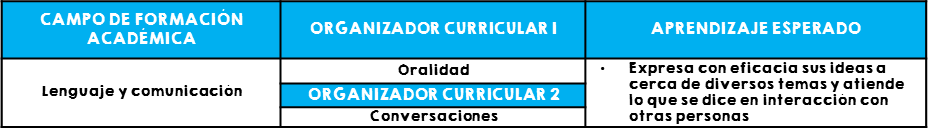 CAMPO DE FORMACIÓN
ACADÉMICA
ORGANIZADOR CURRICULAR 1
APRENDIZAJE ESPERADO
Lenguaje y comunicación
Oralidad
ORGANIZADOR CURRICULAR 2
Conversaciones
• Expresa con eficacia sus ideas a
cerca de diversos temas y atiende
lo que se dice en interacción con
otras personas